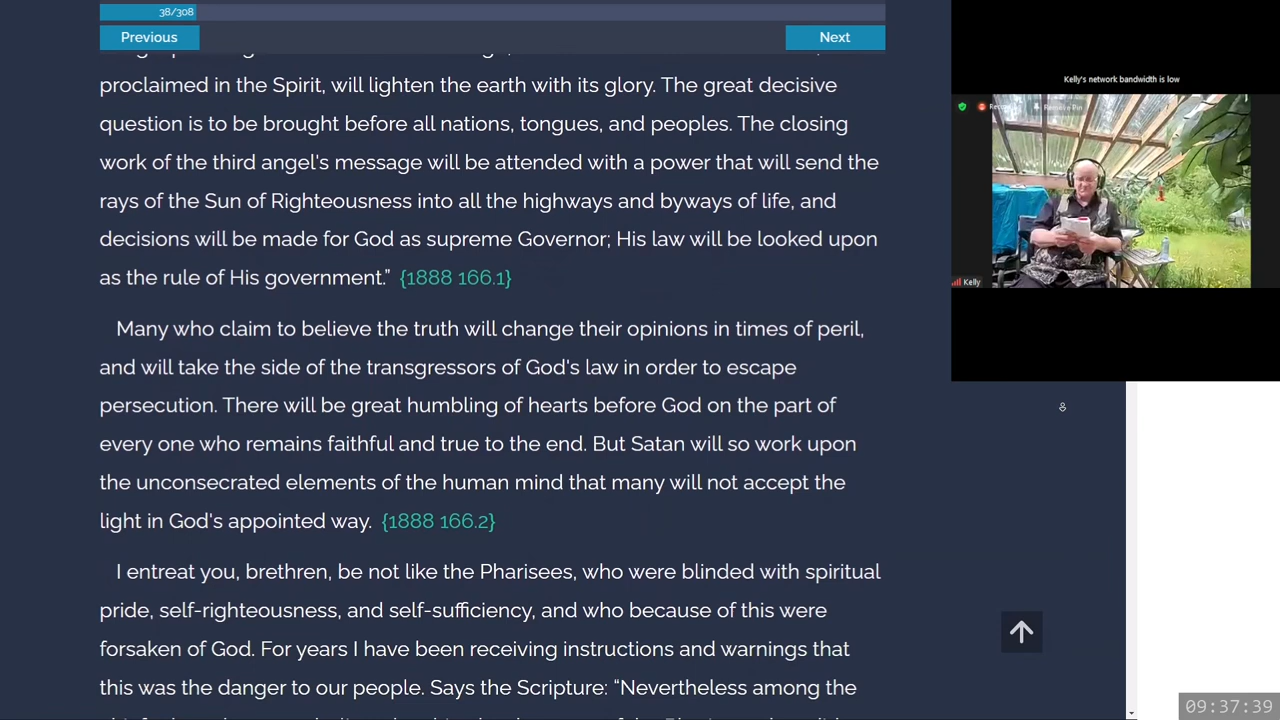 38/308
Previous
Next
Kelly's network bandwidth is low
Remove Pin
proclaimed in the Spirit, will lighten the earth with its glory. The great decisive
question is to be brought before all nations, tongues, and peoples. The closing
work of the third angel's message will be attended with a power that will send the
rays of the Sun of Righteousness into all the highways and byways of life, and
decisions will be made for God as supreme Governor; His law will be looked upon
as the rule of His government.” {1888 166.1}
Kelly
Many who claim to believe the truth will change their opinions in times of peril,
and will take the side of the transgressors of God's law in order to escape
persecution. There will be great humbling of hearts before God on the part of
every one who remains faithful and true to the end. But Satan will so work upon
the unconsecrated elements of the human mind that many will not accept the
light in God's appointed way. {1888 166.2}
I entreat you, brethren, be not like the Pharisees, who were blinded with spiritual
pride, self-righteousness, and self-sufficiency, and who because of this were
forsaken of God. For years I have been receiving instructions and warnings that
this was the danger to our people. Says the Scripture: “Nevertheless among the
09:37:39